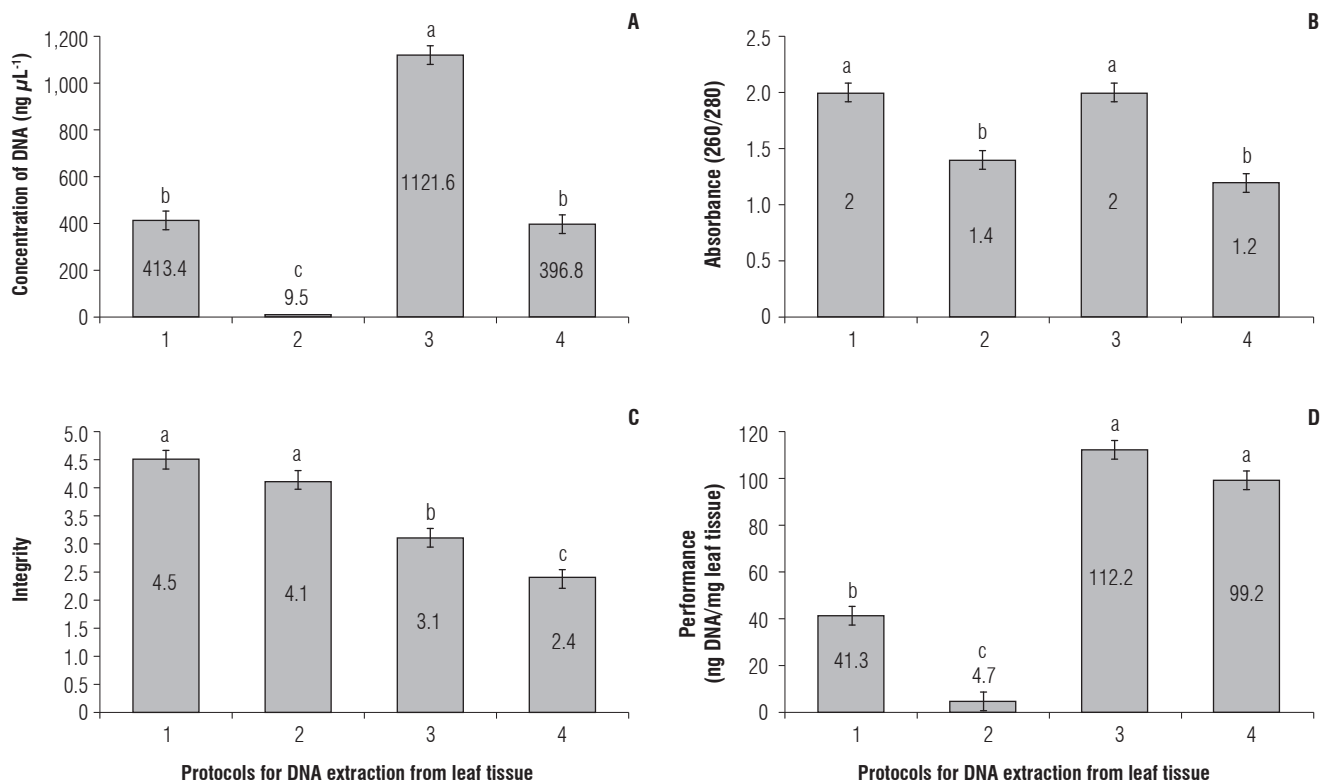 A
Concentration of DNA (ng µL-1)
1,200
1,000
800
600
400
200
0
b
413.4
c
9.5
a
1121.6
b
396.8
1 2 3 4
B
Absorbance (260/280)
2.5
2.0
1.5
1.0
0.5
0
a
2
b
1.4
a
2
b
1.2
1 2 3 4
C
Integrity
5.0
4.5
4.0
3.5
3.0
2.5
2.0
1.5
1.0
0.5
0
a
4.5
a
4.1
b
3.1
c
2.4
1 2 3 4
Protocols for DNA extraction from leaf tissue
D
Performance
(ng DNA/mg leaf tissue)
120
100
80
60
40
20
0
b
41.3
c
4.7
a
112.2
a
99.2
1 2 3 4
Protocols for DNA extraction from leaf tissue